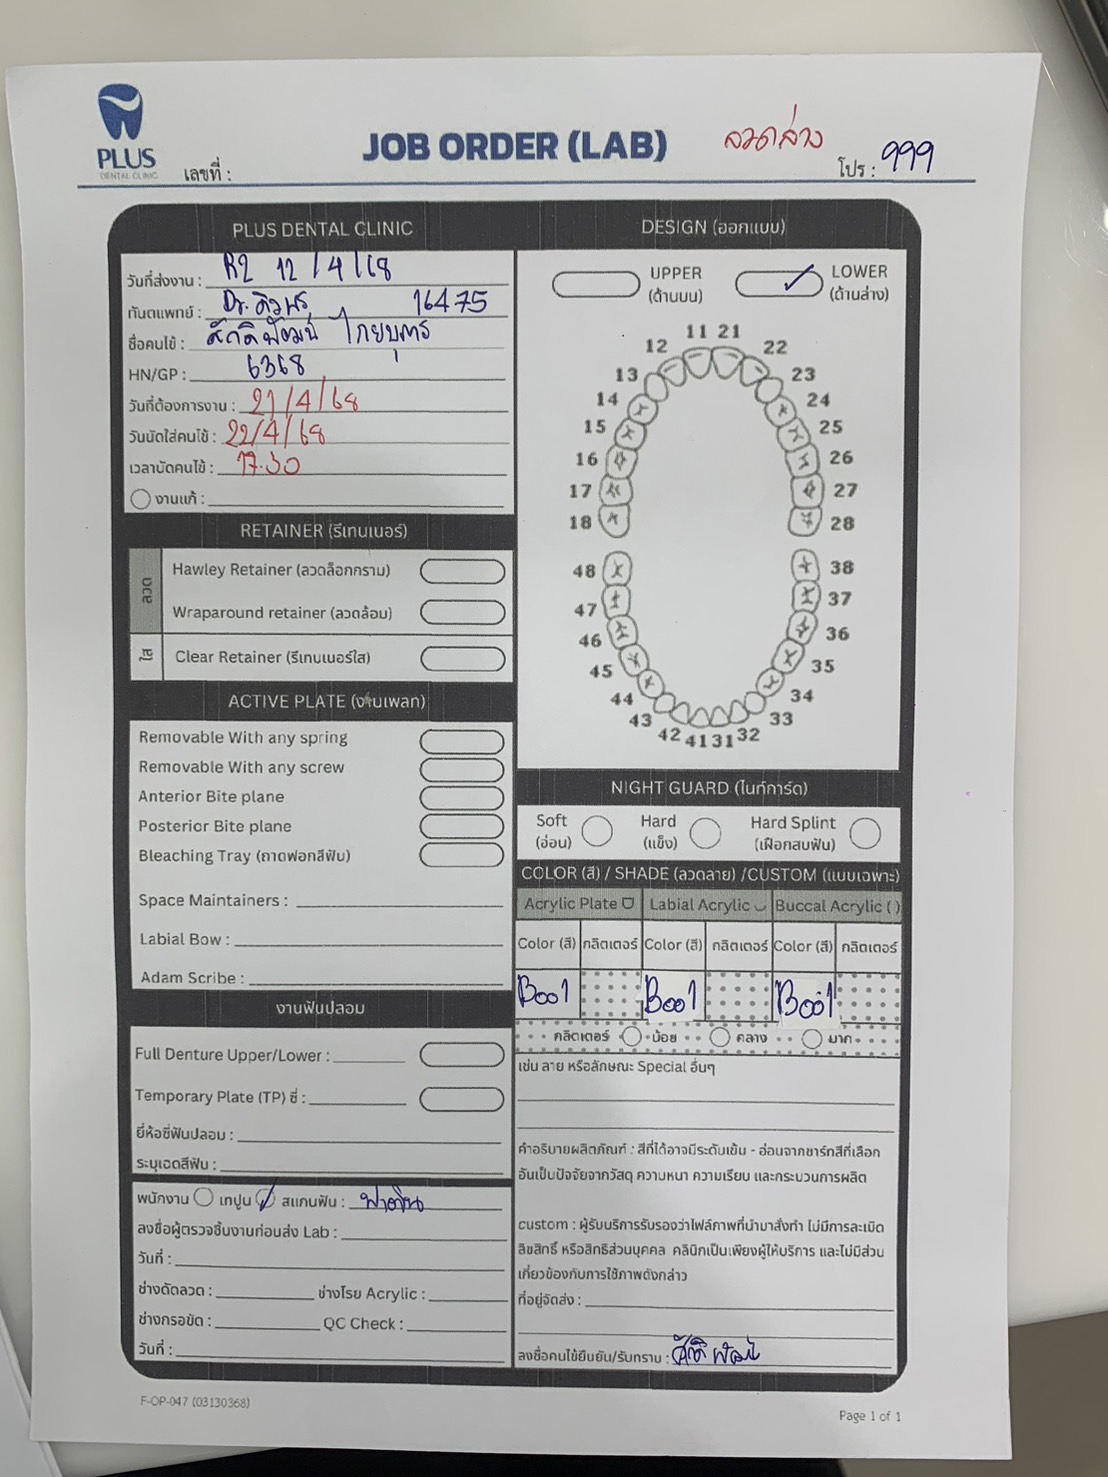 PLUS
DENTAL CLINIC
เลขที่ :
JOB ORDER (LAB)
ลวดล่าง
โปร : 999
PLUS DENTAL CLINIC
วันที่ส่งงาน : R2 12 / 4 / 68
ทันตแพทย์ : Dr. 16475
ชื่อคนไข้ : ศักดิพัฒน์ ไกยบุตร
HN/GP : 6368
วันที่ต้องการงาน : 21/4/68
วันนัดใส่คนไข้ : 22/4/68
เวลานัดคนไข้ : 17.30
งานแก้ :
RETAINER (รีเทนเนอร์)
ลวด
Hawley Retainer (ลวดล็อกกราม)
Wraparound retainer (ลวดล้อม)
ใส
Clear Retainer (รีเทนเนอร์ใส)
ACTIVE PLATE (งานเพลท)
Removable With any spring
Removable With any screw
Anterior Bite plane
Posterior Bite plane
Bleaching Tray (ถาดฟอกสีฟัน)
Space Maintainers :
Labial Bow :
Adam Scribe :
งานฟันปลอม
Full Denture Upper/Lower :
Temporary Plate (TP) ซี่ :
ยี่ห้อซี่ฟันปลอม :
ระบุเฉดสีฟัน :
พนักงาน เทปูน สแกนฟัน :
ลงชื่อผู้ตรวจชิ้นงานก่อนส่ง Lab :
วันที่ :
ช่างดัดลวด : ช่างโรย Acrylic :
ช่างกรอขัด : QC Check :
วันที่ :
DESIGN (ออกแบบ)
UPPER
(ด้านบน)
LOWER
(ด้านล่าง)
11 21
12 22
13 23
14 24
15 25
16 26
17 27
18 28
48 38
47 37
46 36
45 35
44 34
43 33
42 41 31 32
NIGHT GUARD (ไนท์การ์ด)
Soft
(อ่อน)
Hard
(แข็ง)
Hard Splint
(เฝือกสบฟัน)
COLOR (สี) / SHADE (ลวดลาย) /CUSTOM (แบบเฉพาะ)
Acrylic Plate Labial Acrylic Buccal Acrylic ( )
Color (สี) กลิตเตอร์ Color (สี) กลิตเตอร์ Color (สี) กลิตเตอร์
B001 B001 B001
กลิตเตอร์ น้อย กลาง มาก
เช่น ลาย หรือลักษณะ Special อื่นๆ
คำอธิบายผลิตภัณฑ์ : สีที่ได้อาจมีระดับเข้ม - อ่อนจากชาร์ทสีที่เลือก
อันเป็นปัจจัยจากวัสดุ ความหนา ความเรียบ และกระบวนการผลิต
custom : ผู้รับบริการรับรองว่าไฟล์ภาพที่นำมาสั่งทำ ไม่มีการละเมิด
ลิขสิทธิ์ หรือสิทธิส่วนบุคคล คลินิกเป็นเพียงผู้ให้บริการ และไม่มีส่วน
เกี่ยวข้องกับการใช้ภาพดังกล่าว
ที่อยู่จัดส่ง :
ลงชื่อคนไข้ยืนยัน/รับทราบ : ศักดิพัฒน์
F-OP-047 (03130368)
Page 1 of 1